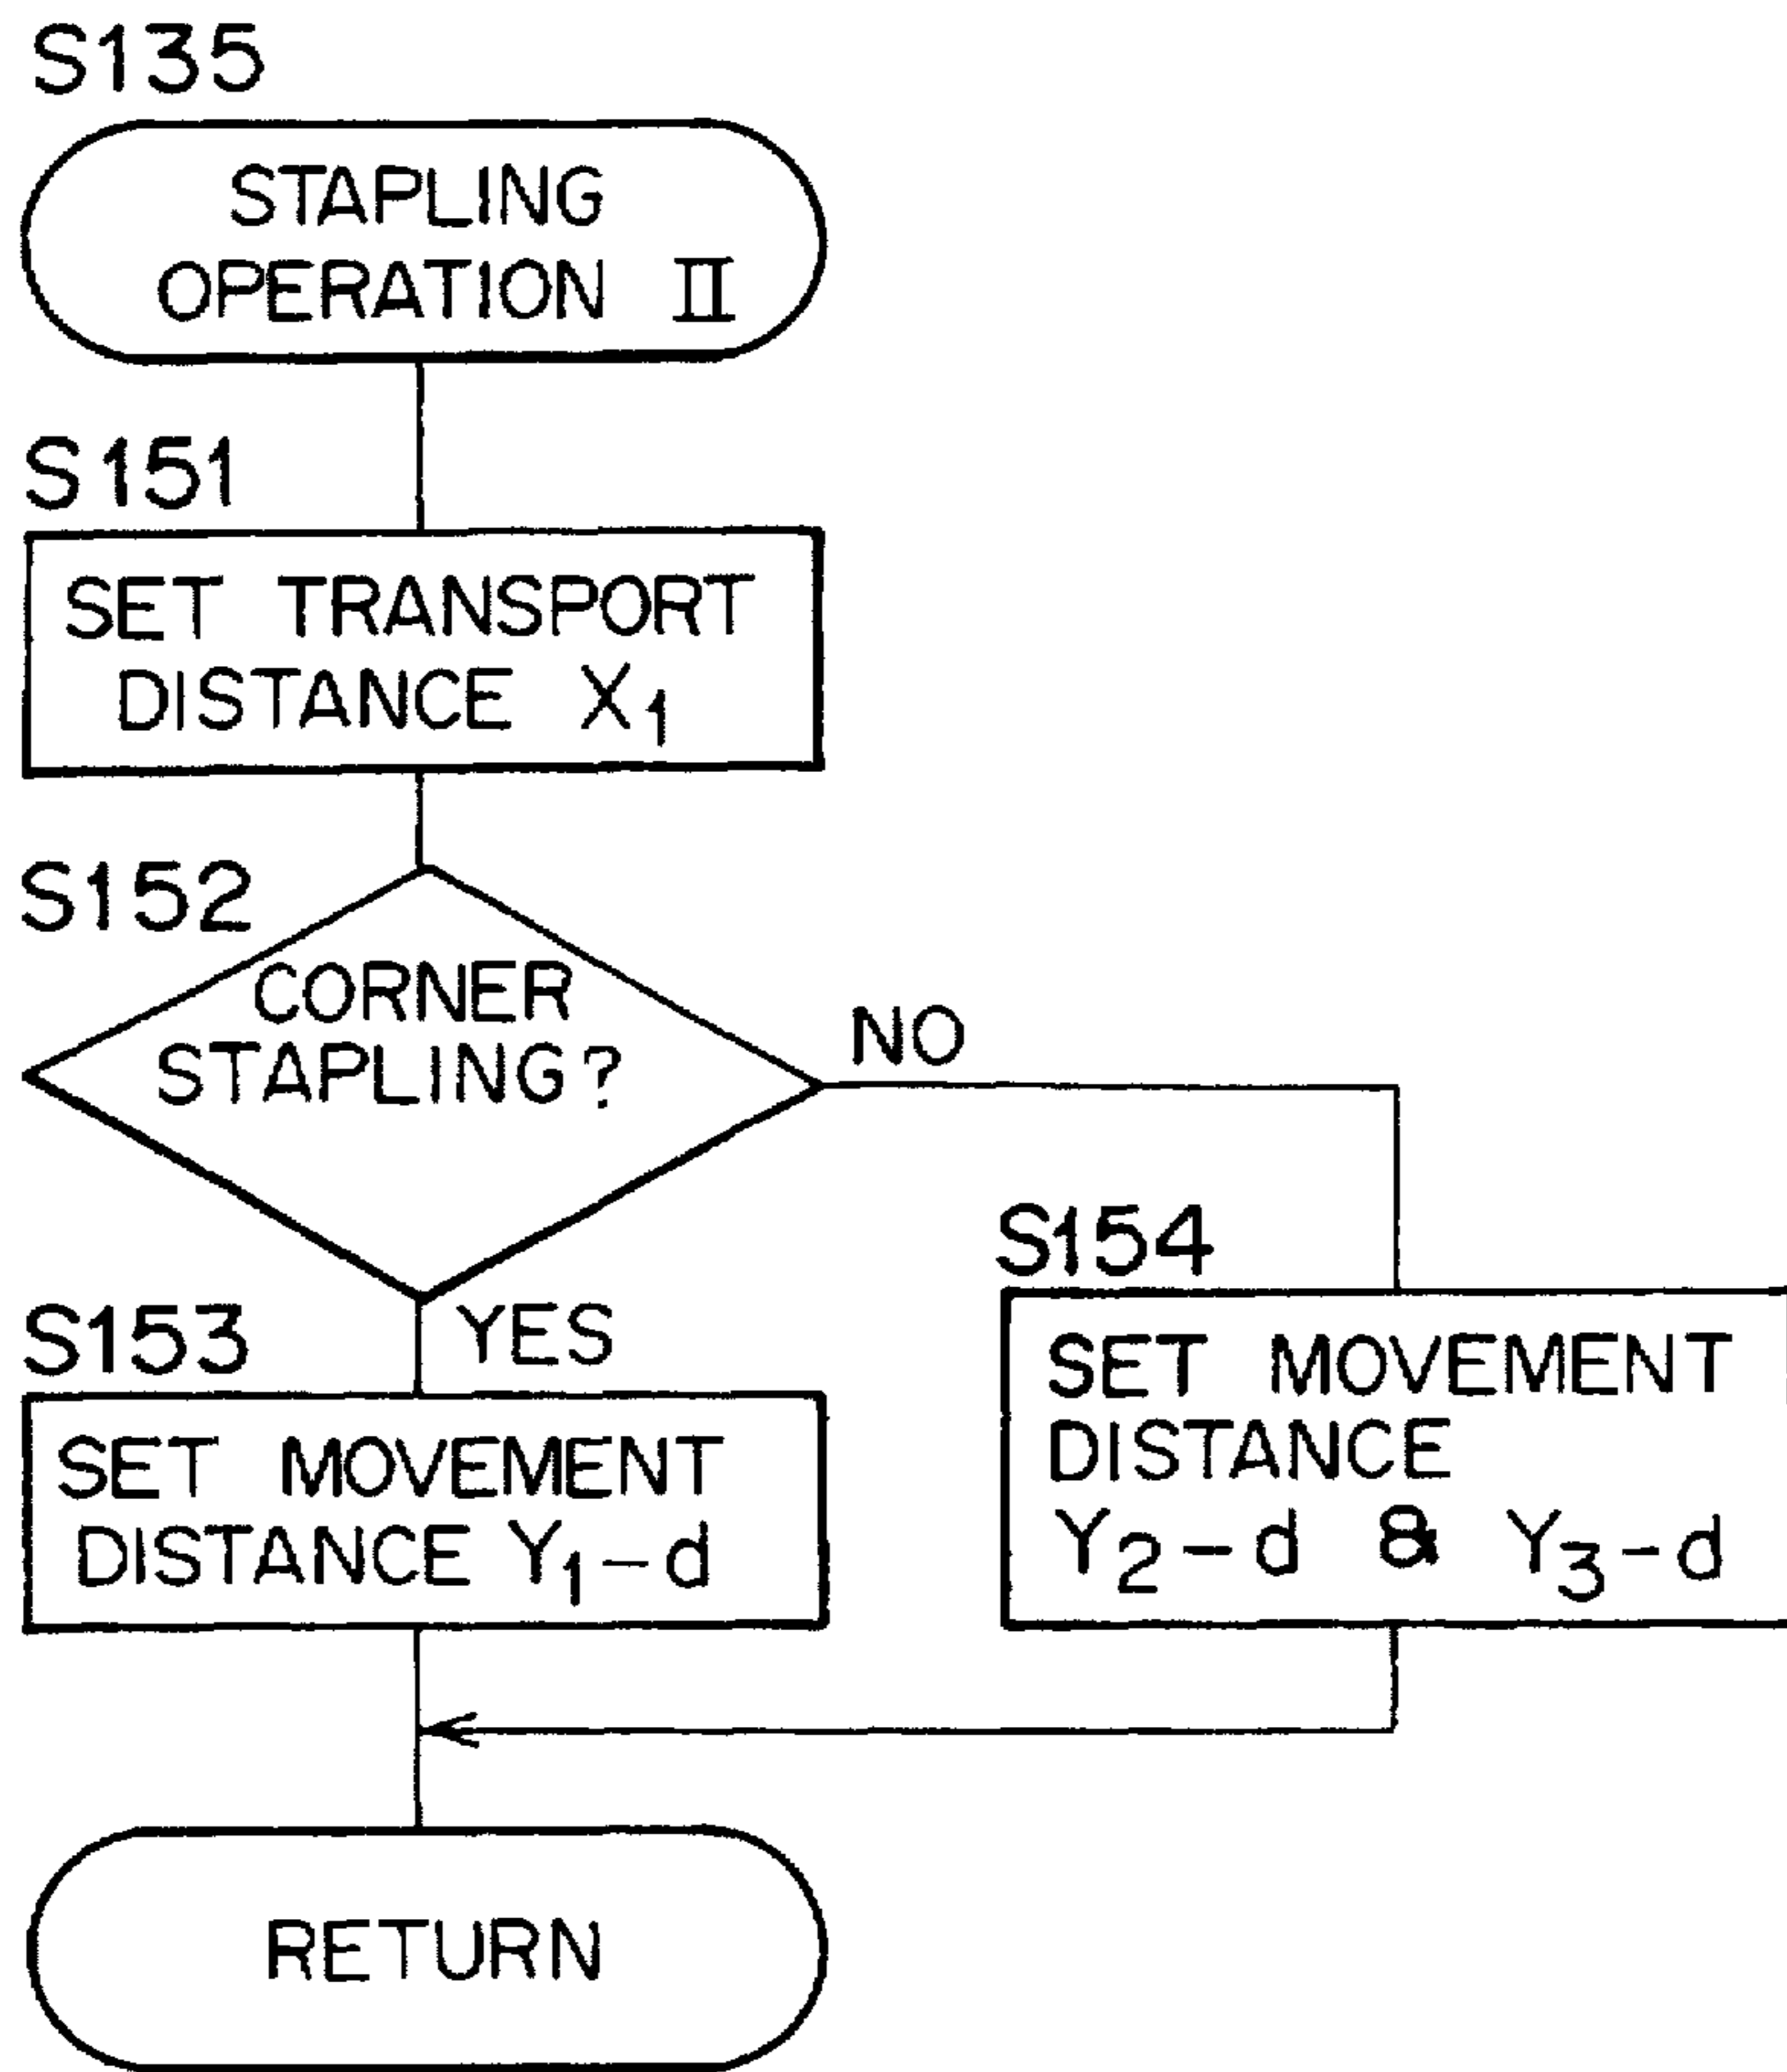 S135
STAPLING
OPERATION II
S151
SET TRANSPORT
DISTANCE X₁
S152
CORNER
STAPLING?
NO
YES
S153
SET MOVEMENT
DISTANCE Y₁-d
S154
SET MOVEMENT
DISTANCE
Y₂-d & Y₃-d
RETURN